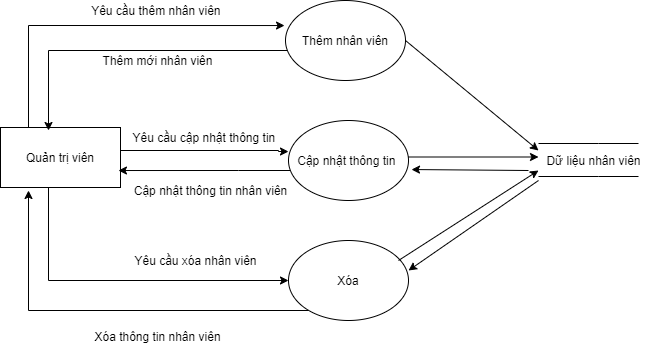 Yêu cầu thêm nhân viên
Thêm nhân viên
Thêm mới nhân viên
Yêu cầu cập nhật thông tin
Quản trị viên
Cập nhật thông tin
Dữ liệu nhân viên
Cập nhật thông tin nhân viên
Yêu cầu xóa nhân viên
Xóa
Xóa thông tin nhân viên